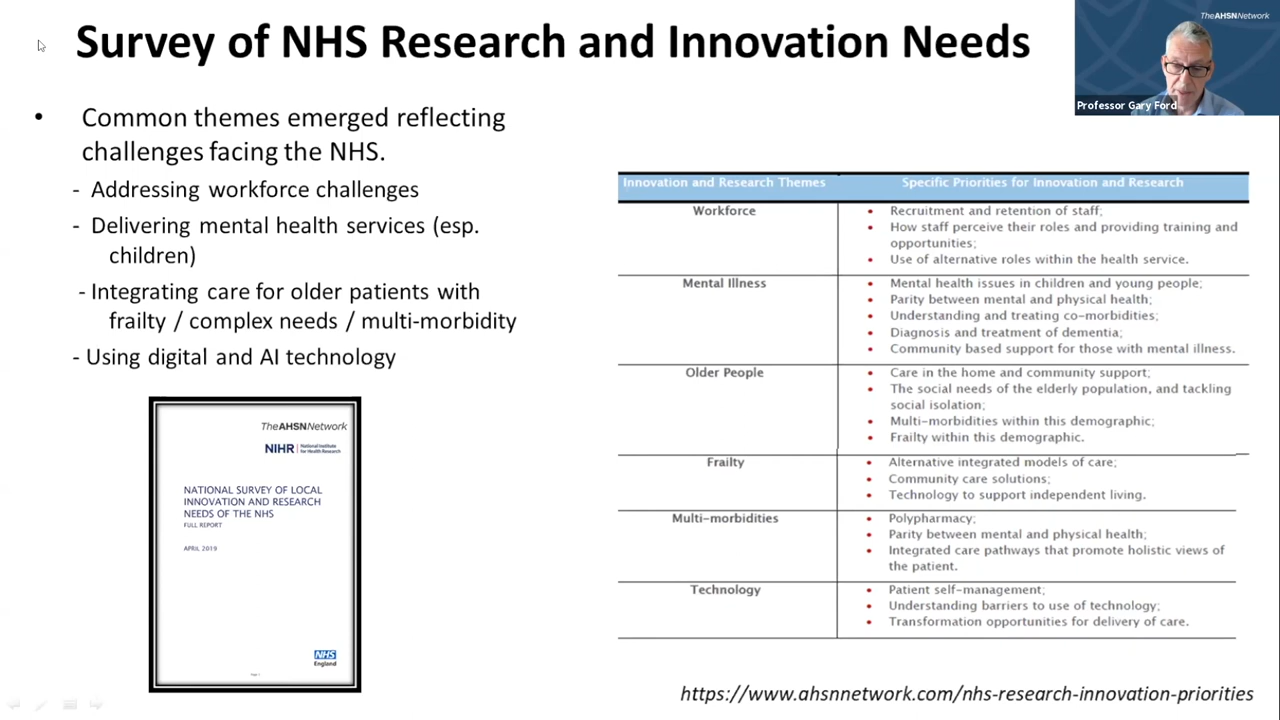 Survey of NHS Research and Innovation Needs
TheAHSNNetwork
Professor Gary Ford
• Common themes emerged reflecting
challenges facing the NHS.
- Addressing workforce challenges
- Delivering mental health services (esp.
children)
- Integrating care for older patients with
frailty / complex needs / multi-morbidity
- Using digital and AI technology
TheAHSNNetwork
NIHR | National Institute
for Health Research
NATIONAL SURVEY OF LOCAL
INNOVATION AND RESEARCH
NEEDS OF THE NHS
FULL REPORT
APRIL 2019
NHS
England
Innovation and Research Themes Specific Priorities for Innovation and Research
Workforce
• Recruitment and retention of staff;
• How staff perceive their roles and providing training and
opportunities;
• Use of alternative roles within the health service.
Mental Illness
• Mental health issues in children and young people;
• Parity between mental and physical health;
• Understanding and treating co-morbidities;
• Diagnosis and treatment of dementia;
• Community based support for those with mental illness.
Older People
• Care in the home and community support;
• The social needs of the elderly population, and tackling
social isolation;
• Multi-morbidities within this demographic;
• Frailty within this demographic.
Frailty
• Alternative integrated models of care;
• Community care solutions;
• Technology to support independent living.
Multi-morbidities
• Polypharmacy;
• Parity between mental and physical health;
• Integrated care pathways that promote holistic views of
the patient.
Technology
• Patient self-management;
• Understanding barriers to use of technology;
• Transformation opportunities for delivery of care.
https://www.ahsnnetwork.com/nhs-research-innovation-priorities